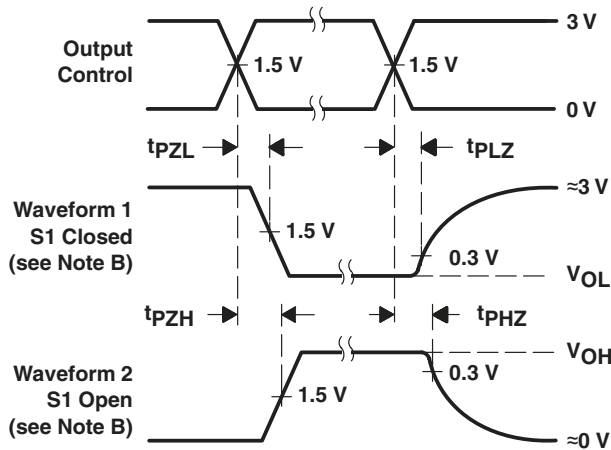 3 V
Output
Control
1.5 V
1.5 V
0 V
tPZL
tPLZ
≈3 V
Waveform 1
S1 Closed
(see Note B)
1.5 V
0.3 V
VOL
tPZH
tPHZ
VOH
Waveform 2
S1 Open
(see Note B)
1.5 V
0.3 V
≈0 V